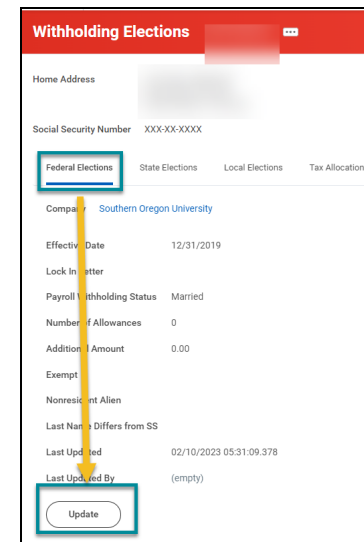 Withholding Elections
Home Address
Social Security Number XXX-XX-XXXX
Federal Elections State Elections Local Elections Tax Allocation
Company Southern Oregon University
Effective Date 12/31/2019
Lock In Letter
Payroll Withholding Status Married
Number of Allowances 0
Additional Amount 0.00
Exempt
Nonresident Alien
Last Name Differs from SS
Last Updated 02/10/2023 05:31:09.378
Last Updated By (empty)
Update